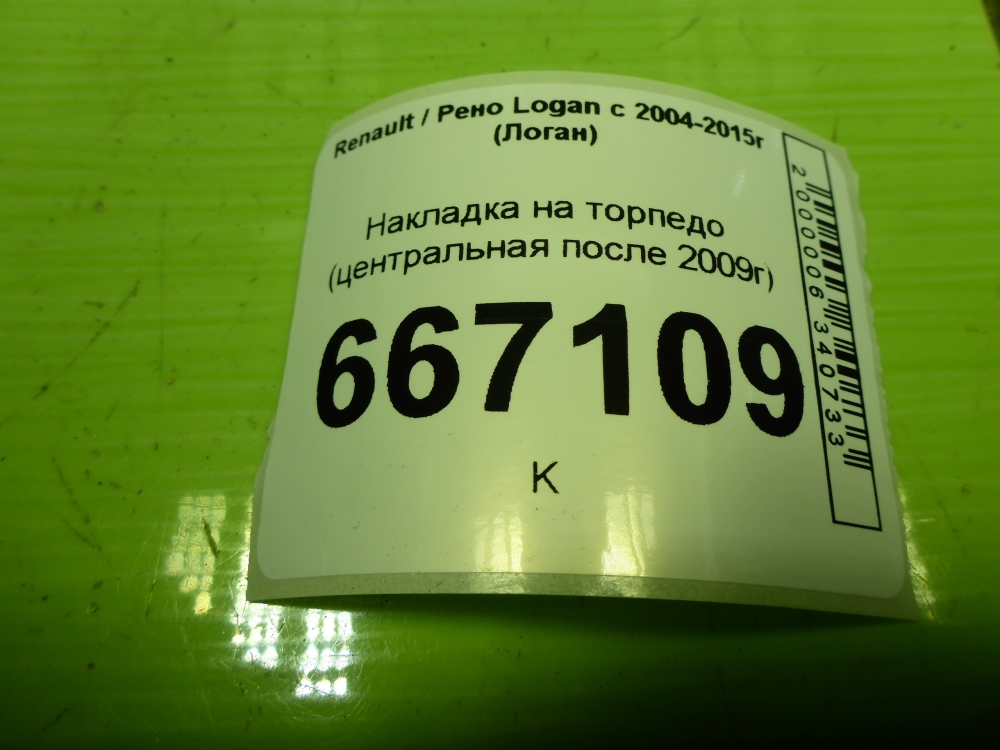 Renault / Рено Logan с 2004-2015г
(Логан)
Накладка на торпедо
(центральная после 2009г)
667109
К
2000006340733